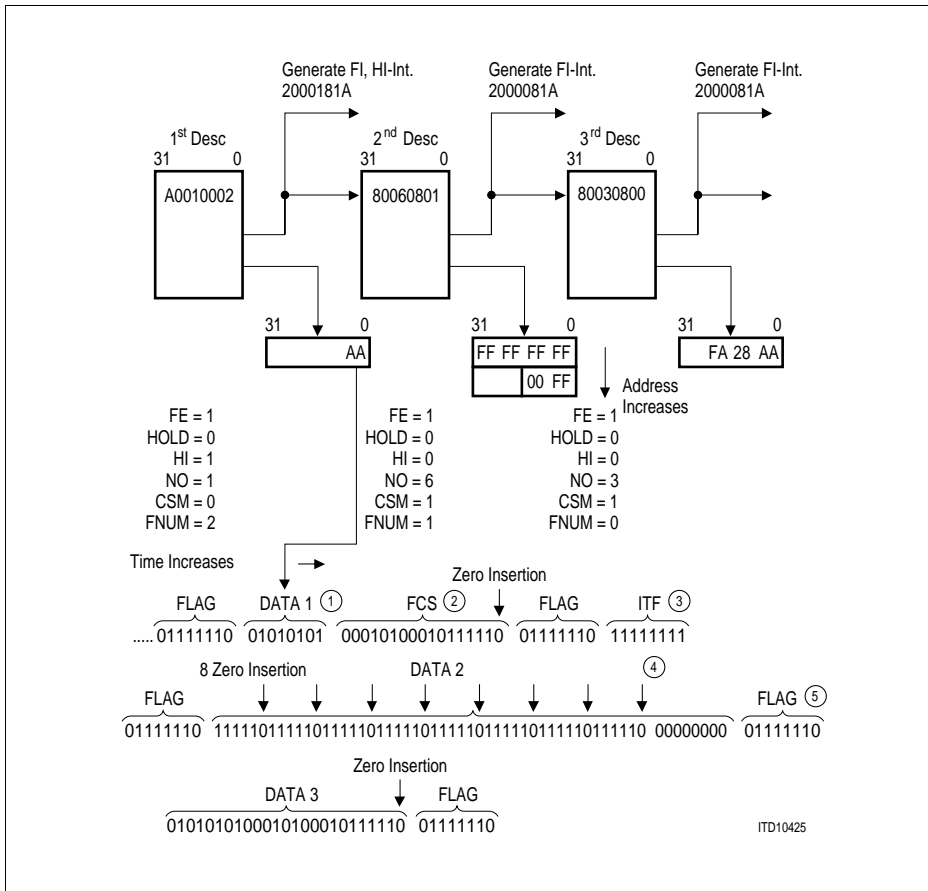 Generate FI, HI-Int.
2000181A
Generate FI-Int.
2000081A
Generate FI-Int.
2000081A
1st Desc
2nd Desc
3rd Desc
31 0
31 0
31 0
A0010002
80060801
80030800
31 0
31 0
31 0
AA
FF FF FF FF
00 FF
FA 28 AA
Address
Increases
FE = 1
HOLD = 0
HI = 1
NO = 1
CSM = 0
FNUM = 2
FE = 1
HOLD = 0
HI = 0
NO = 6
CSM = 1
FNUM = 1
FE = 1
HOLD = 0
HI = 0
NO = 3
CSM = 1
FNUM = 0
Time Increases
Zero Insertion
FLAG DATA 1 1 FCS 2 FLAG ITF 3
..... 01111110 01010101 00010100010111110 01111110 11111111
8 Zero Insertion DATA 2 4
FLAG FLAG 5
01111110 111110111110111110111110111110111110111110111110 00000000 01111110
Zero Insertion
DATA 3 FLAG
0101010100010100010111110 01111110
ITD10425